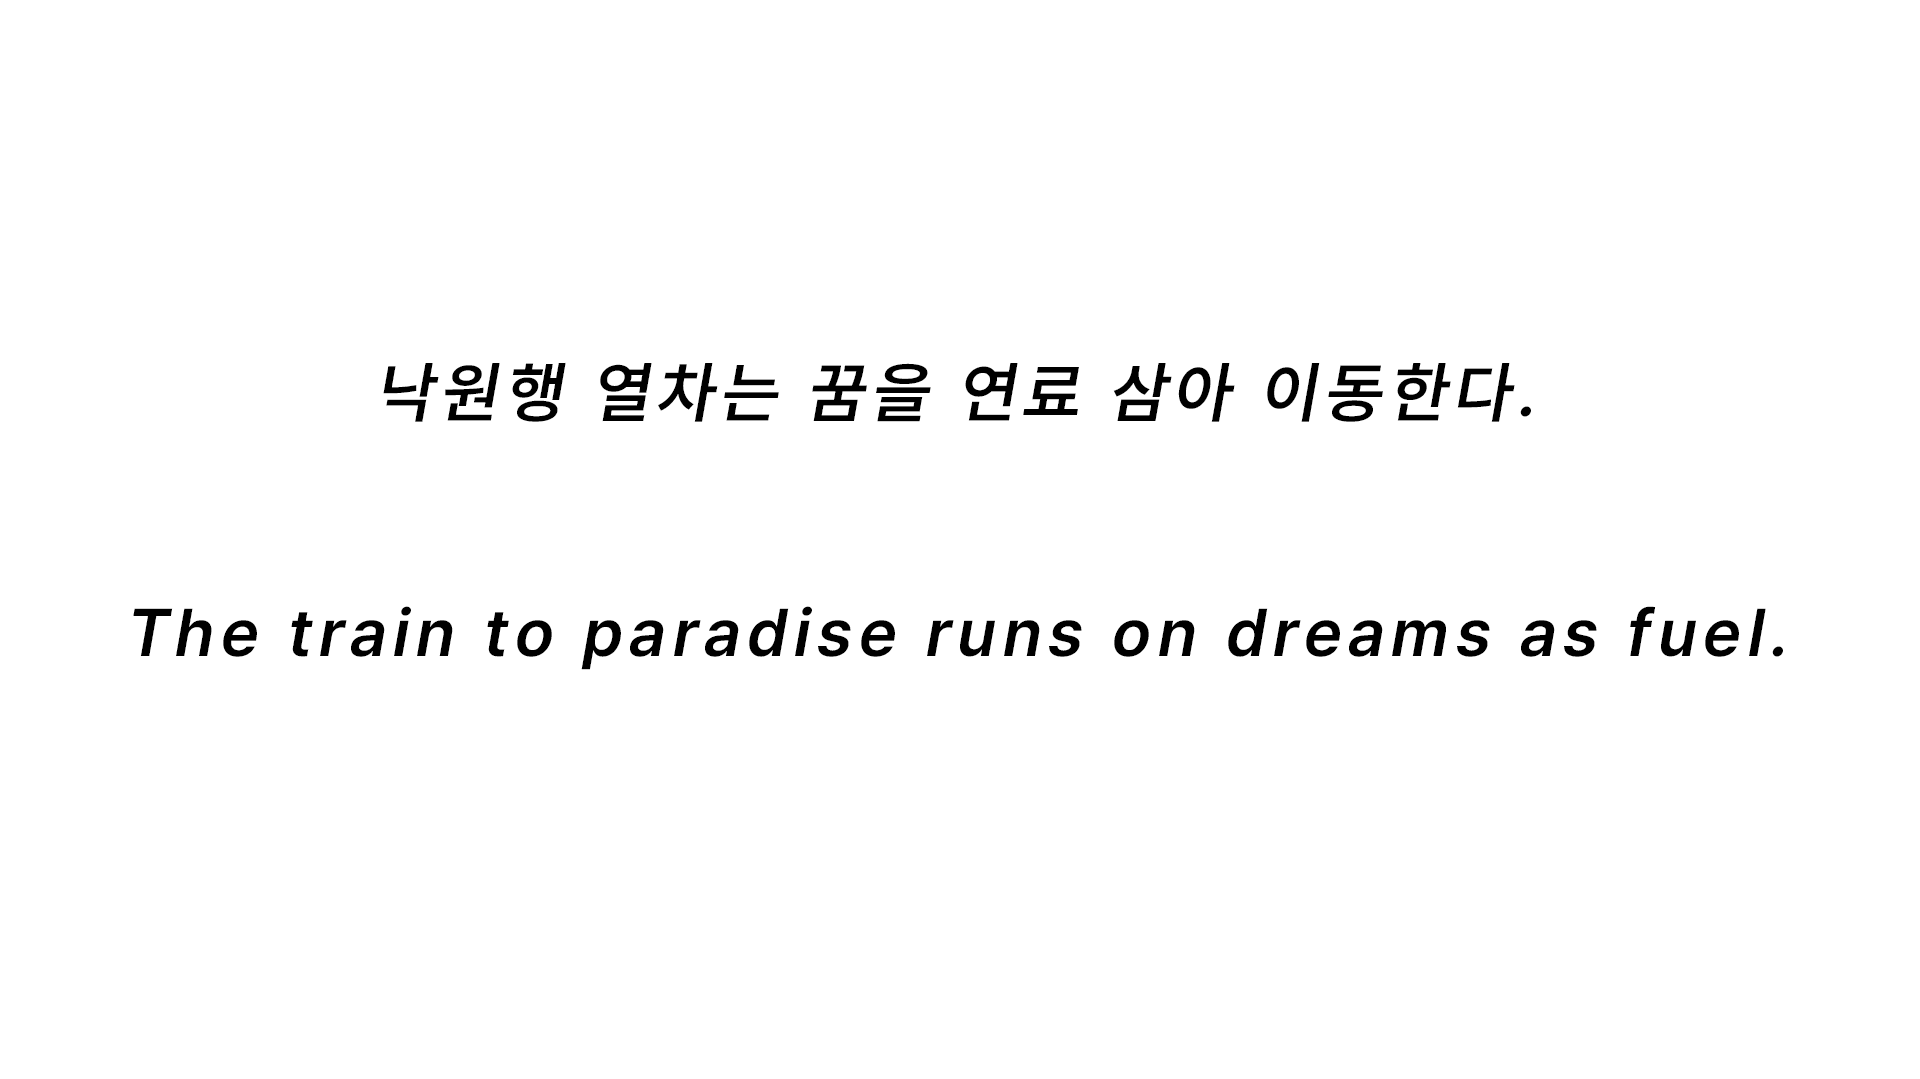 낙원행 열차는 꿈을 연료 삼아 이동한다.
The train to paradise runs on dreams as fuel.